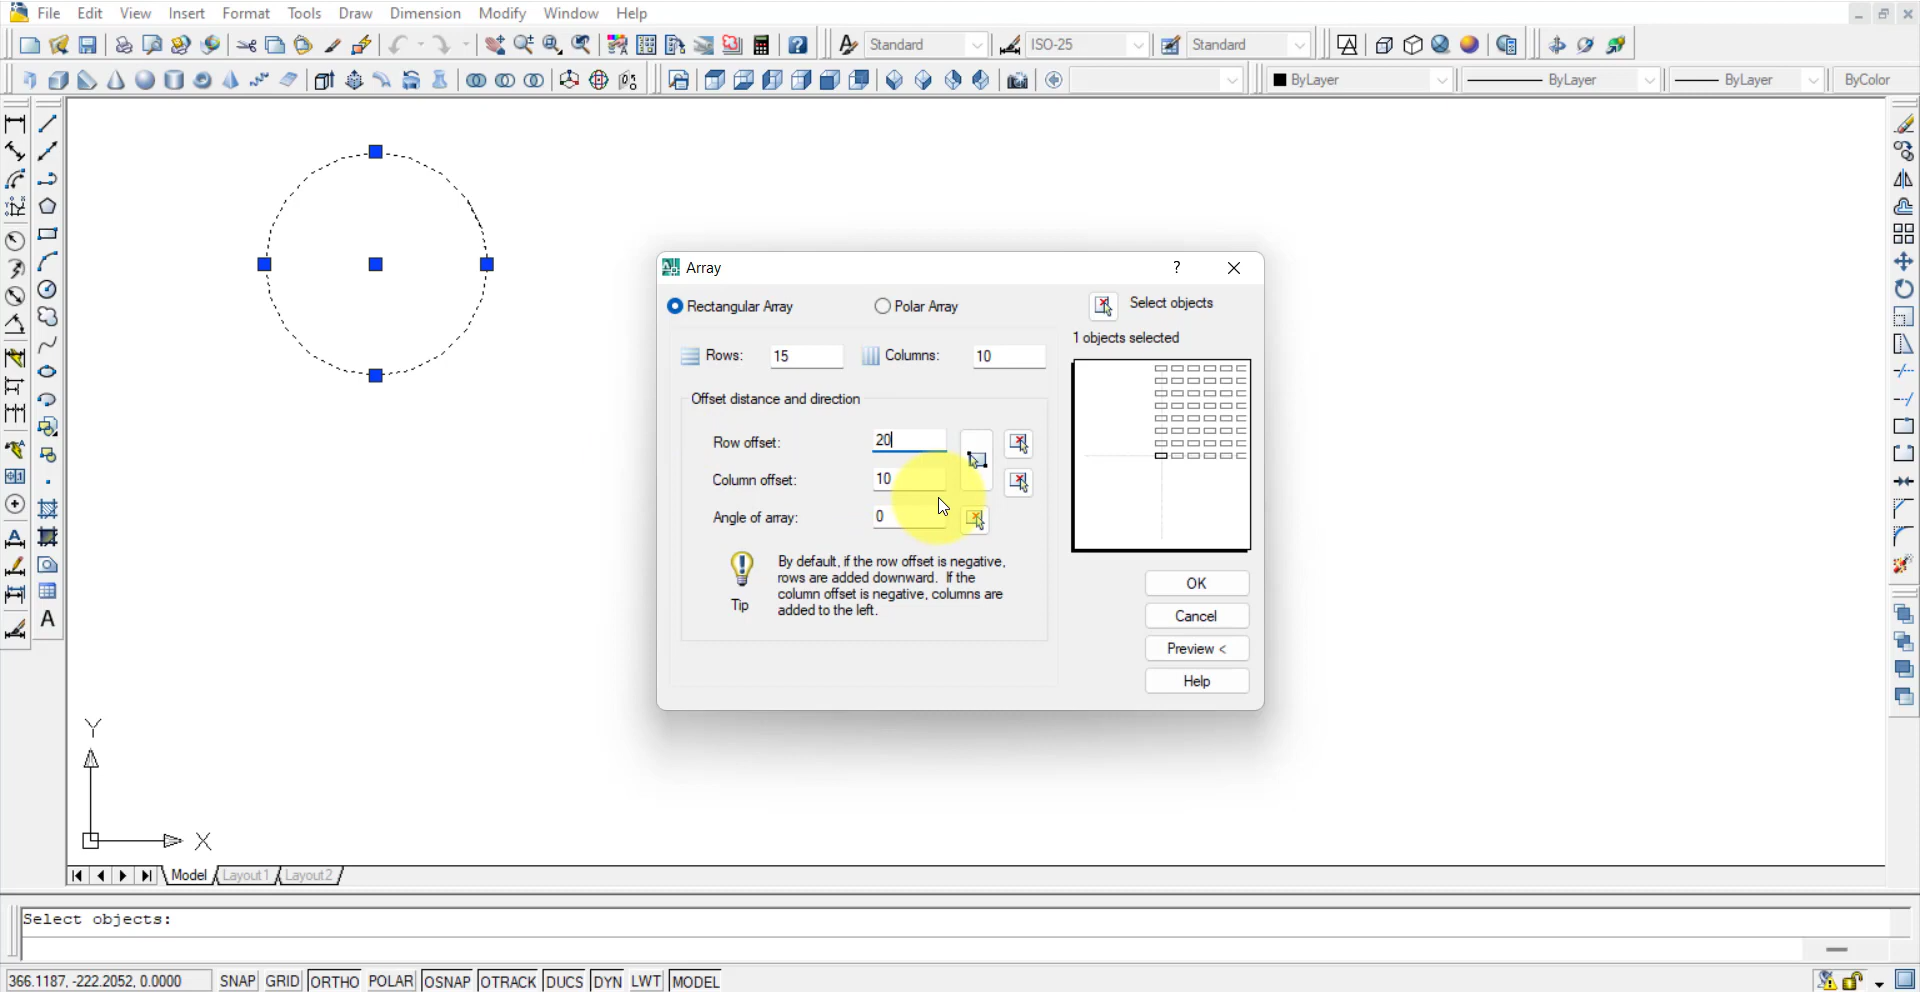 File Edit View Insert Format Tools Draw Dimension Modify Window Help
Standard ISO-25 Standard
ByLayer ByLayer ByLayer ByColor
Array ?
Rectangular Array Polar Array Select objects
1 objects selected
Rows: 15 Columns: 10
Offset distance and direction
Row offset: 20
Column offset: 10
Angle of array: 0
By default, if the row offset is negative,
rows are added downward. If the
column offset is negative, columns are
added to the left.
Tip
OK
Cancel
Preview <
Help
Y
X
Model Layout1 Layout2
Select objects:
366.1187, -222.2052, 0.0000 SNAP GRID ORTHO POLAR OSNAP OTRACK DUCS DYN LWT MODEL